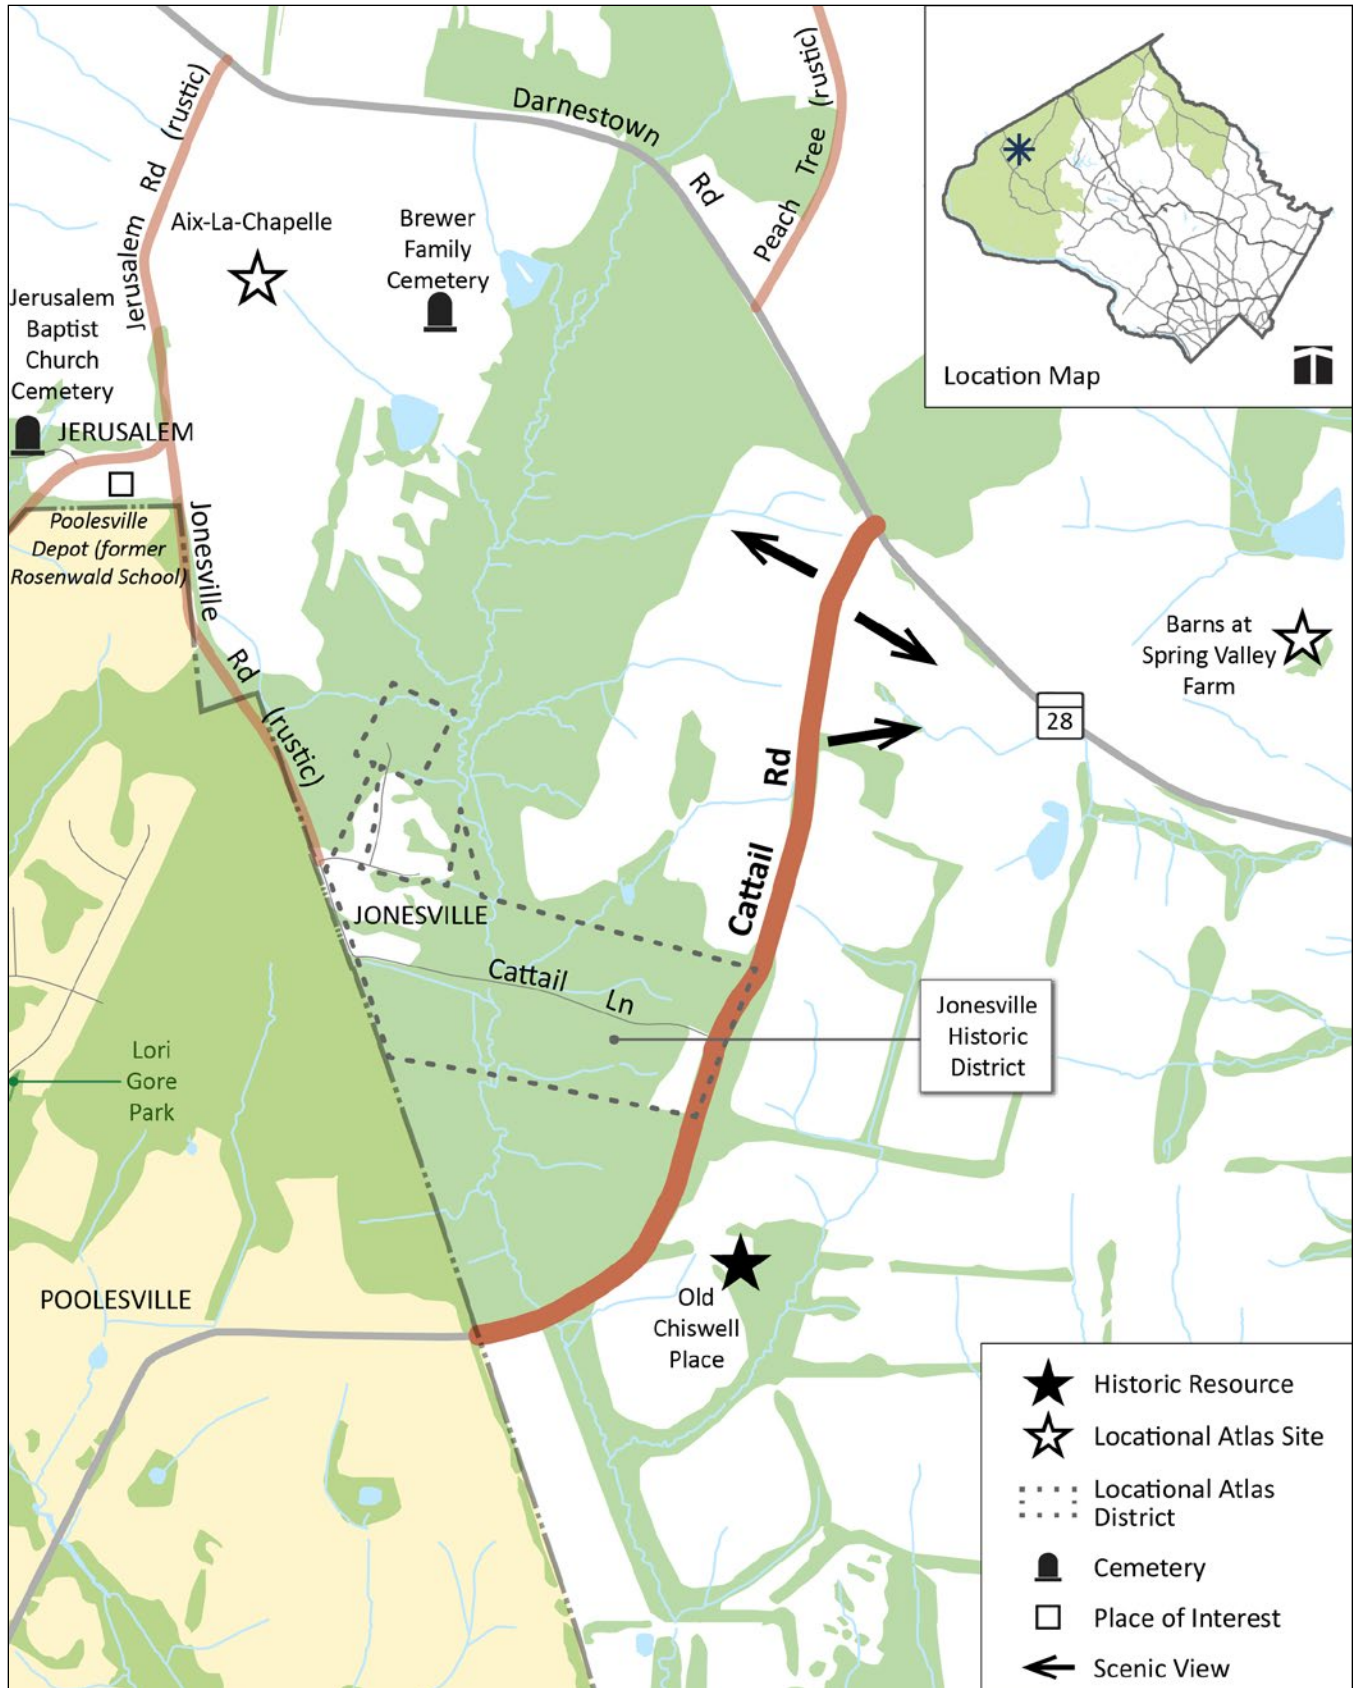 Darnestown Rd
Peach Tree (rustic)
Jerusalem Rd (rustic)
Aix-La-Chapelle
Brewer
Family
Cemetery
Jerusalem
Baptist
Church
Cemetery
JERUSALEM
Poolesville
Depot (former
Rosenwald School)
Jonesville Rd (rustic)
Location Map
Barns at
Spring Valley
Farm
28
Cattail Rd
JONESVILLE
Cattail Ln
Jonesville
Historic
District
Lori
Gore
Park
POOLESVILLE
Old
Chiswell
Place
Historic Resource
Locational Atlas Site
Locational Atlas
District
Cemetery
Place of Interest
Scenic View